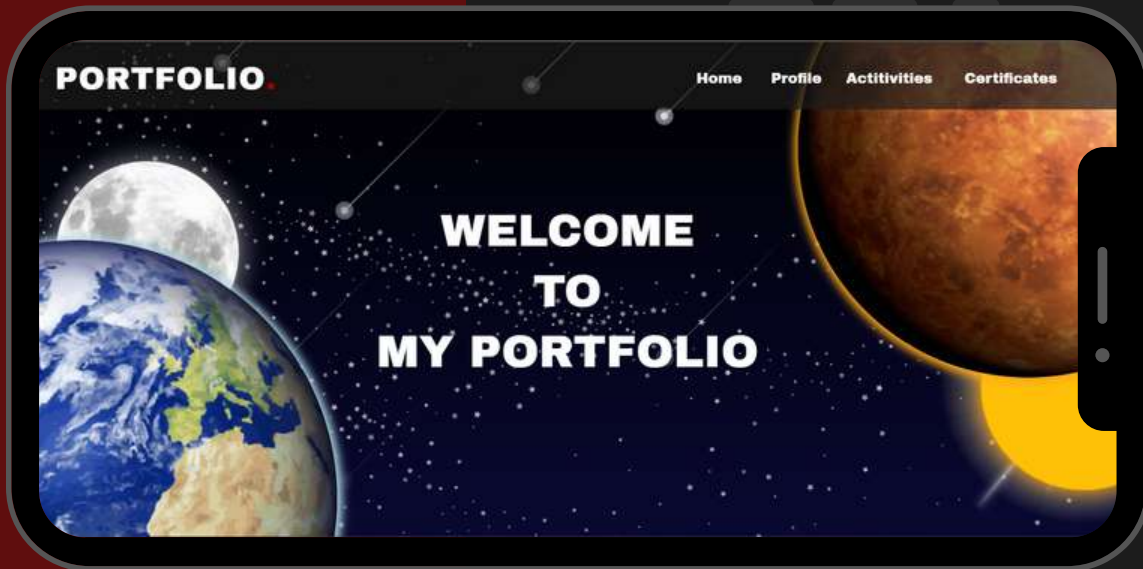 PORTFOLIO.
Home Profile Actitivities Certificates
WELCOME
TO
MY PORTFOLIO